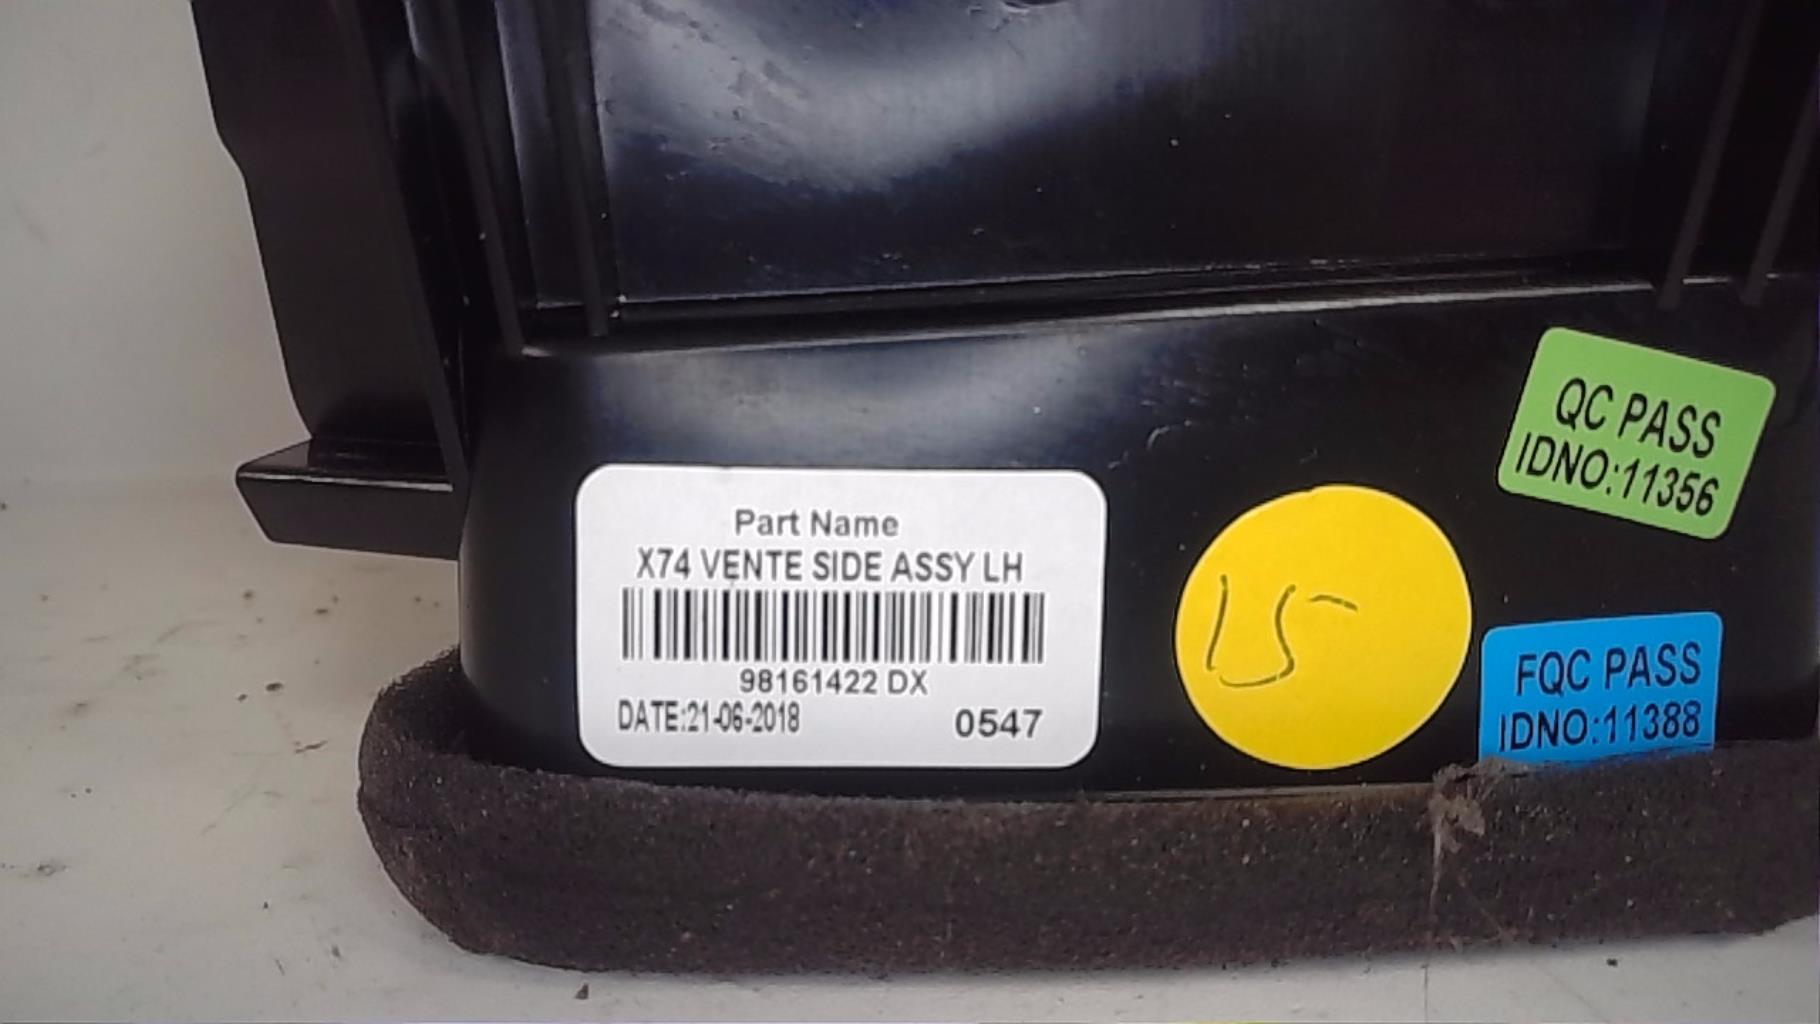 Part Name
X74 VENTE SIDE ASSY LH
98161422 DX
DATE:21-06-2018
0547
QC PASS
IDNO:11356
FQC PASS
IDNO:11388